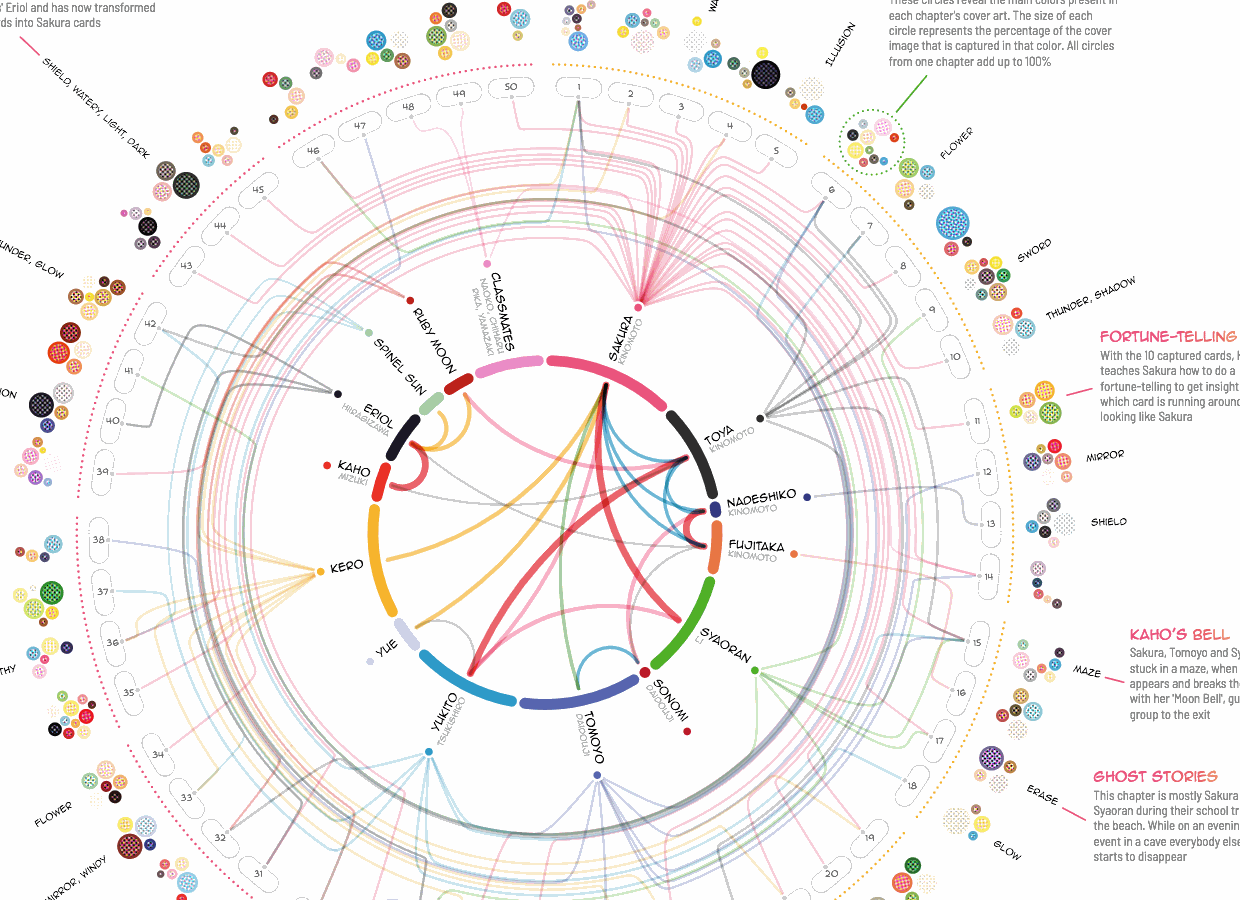 ' Eriol and has now transformed
ds into Sakura cards
SHIELD, WATERY, LIGHT, DARK
These circles reveal the main colors present in
each chapter's cover art. The size of each
circle represents the percentage of the cover
image that is captured in that color. All circles
from one chapter add up to 100%
ILLUSION
FLOWER
SWORD
THUNDER, SHADOW
FORTUNE-TELLING
With the 10 captured cards, K
teaches Sakura how to do a
fortune-telling to get insight
which card is running around
looking like Sakura
MIRROR
SHIELD
KAHO'S BELL
Sakura, Tomoyo and Sy
stuck in a maze, when
appears and breaks th
with her 'Moon Bell', gu
group to the exit
MAZE
GHOST STORIES
This chapter is mostly Sakura
Syaoran during their school tr
the beach. While on an evenin
event in a cave everybody else
starts to disappear
ERASE
GLOW
UNDER, GLOW
ION
THY
FLOWER
MIRROR, WINDY
1
2
3
4
5
6
7
8
9
10
11
12
13
14
15
16
17
18
19
20
31
32
33
34
35
36
37
38
39
40
41
42
43
44
45
46
47
48
49
50
SAKURA
KINOMOTO
TOYA
KINOMOTO
NADESHIKO
KINOMOTO
FUJITAKA
KINOMOTO
SYAORAN
LI
SONOMI
DAIDOUJI
TOMOYO
DAIDOUJI
YUKITO
TSUKISHIRO
YUE
KERO
KAHO
MIZUKI
ERIOL
HIIRAGIZAWA
SPINEL SUN
RUBY MOON
CLASSMATES
NAOKO, CHIHARU
RIKA, YAMAZAKI